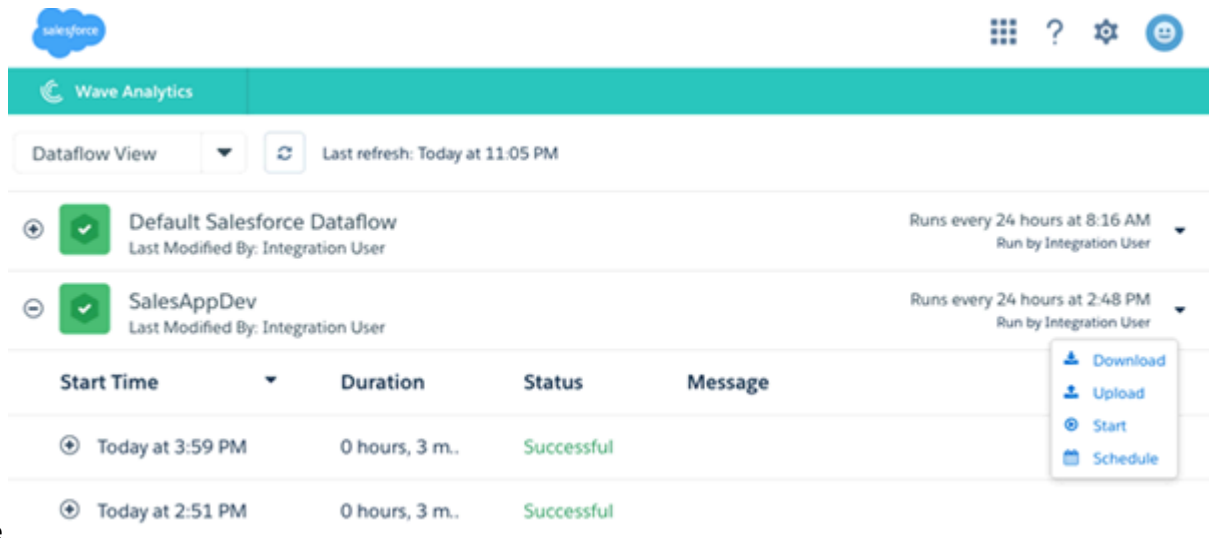 salesforce
?
Wave Analytics
Dataflow View
Last refresh: Today at 11:05 PM
Default Salesforce Dataflow
Runs every 24 hours at 8:16 AM
Last Modified By: Integration User
Run by Integration User
SalesAppDev
Runs every 24 hours at 2:48 PM
Last Modified By: Integration User
Run by Integration User
Start Time Duration Status Message
Download
Upload
Start
Schedule
Today at 3:59 PM 0 hours, 3 m.. Successful
Today at 2:51 PM 0 hours, 3 m.. Successful